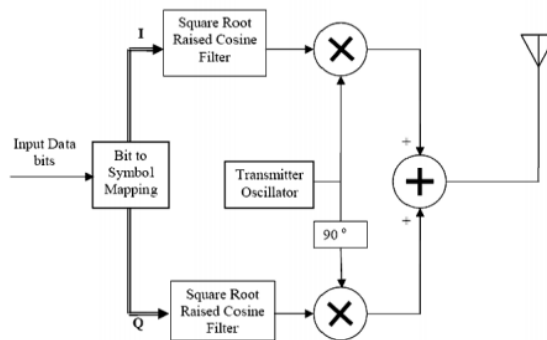 Square Root
Raised Cosine
Filter
I
Input Data
bits
Bit to
Symbol
Mapping
Transmitter
Oscillator
+
90 °
+
Square Root
Raised Cosine
Filter
Q